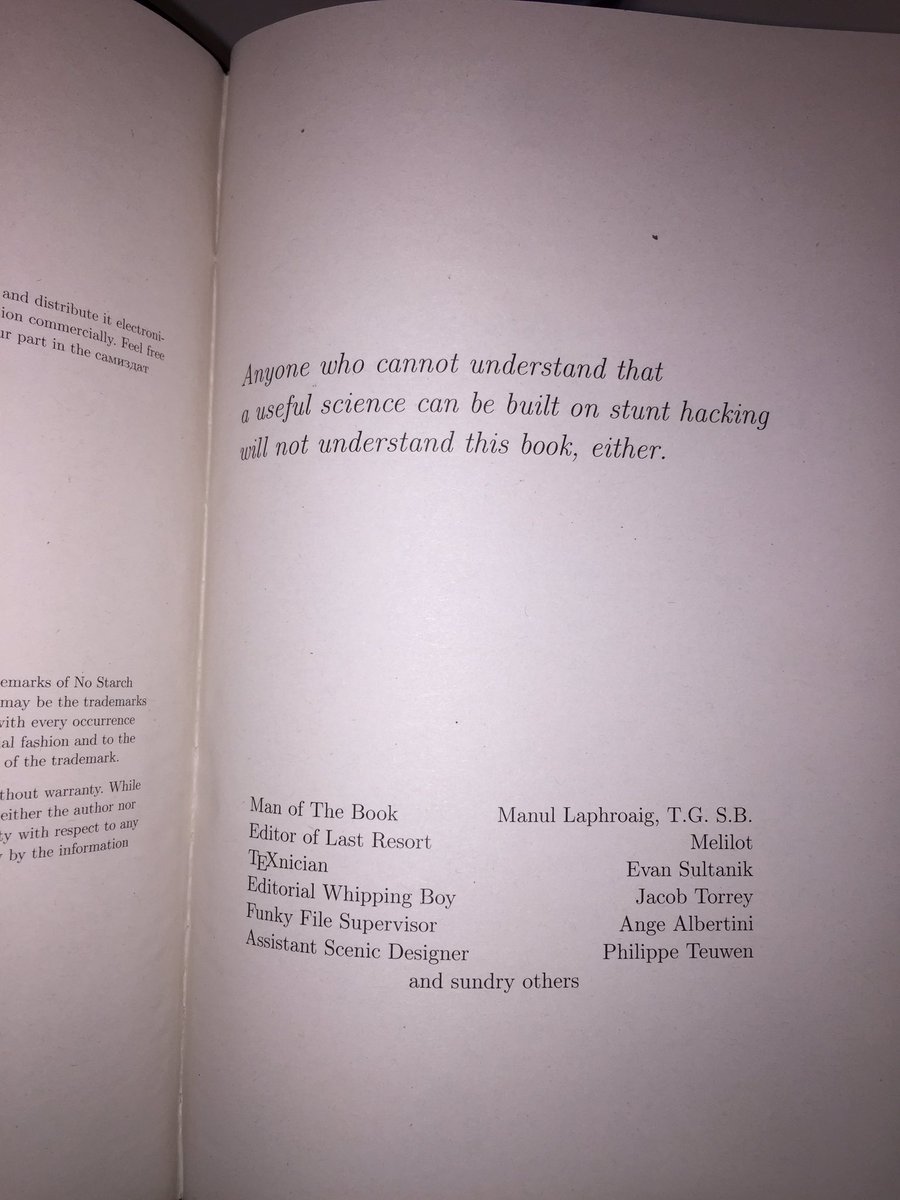 and distribute it electroni-
ion commercially. Feel free
ur part in the самиздат
emarks of No Starch
may be the trademarks
with every occurrence
al fashion and to the
of the trademark.
thout warranty. While
either the author nor
ty with respect to any
by the information
Anyone who cannot understand that
a useful science can be built on stunt hacking
will not understand this book, either.
Man of The Book Manul Laphroaig, T.G. S.B.
Editor of Last Resort Melilot
TEXnician Evan Sultanik
Editorial Whipping Boy Jacob Torrey
Funky File Supervisor Ange Albertini
Assistant Scenic Designer Philippe Teuwen
and sundry others